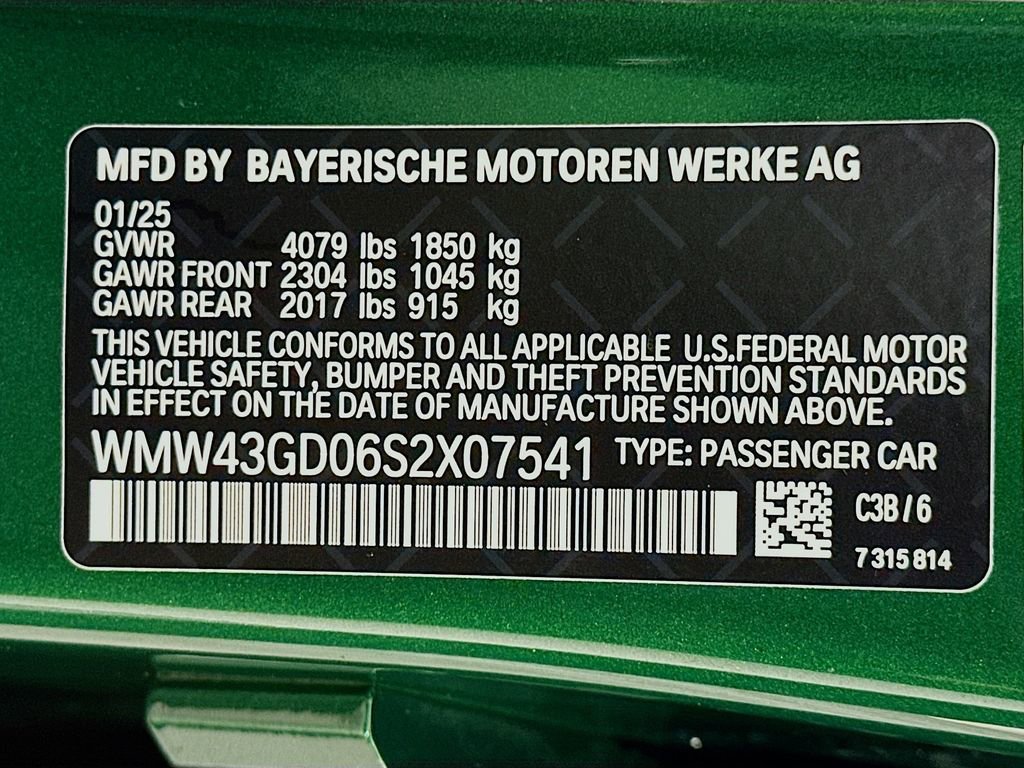 MFD BY BAYERISCHE MOTOREN WERKE AG
01/25
GVWR 4079 lbs 1850 kg
GAWR FRONT 2304 lbs 1045 kg
GAWR REAR 2017 lbs 915 kg
THIS VEHICLE CONFORMS TO ALL APPLICABLE U.S.FEDERAL MOTOR
VEHICLE SAFETY, BUMPER AND THEFT PREVENTION STANDARDS
IN EFFECT ON THE DATE OF MANUFACTURE SHOWN ABOVE.
WMW43GD06S2X07541 TYPE: PASSENGER CAR
C3B / 6
7 315 814